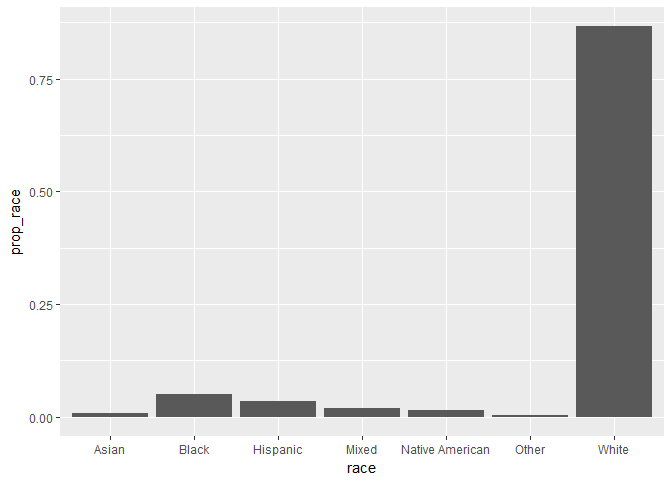 0.75
0.50
0.25
0.00
prop_race
Asian Black Hispanic Mixed Native American Other White
race